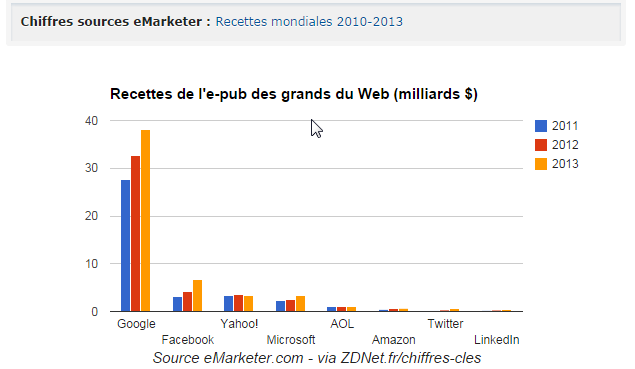 Chiffres sources eMarketer : Recettes mondiales 2010-2013
Recettes de l'e-pub des grands du Web (milliards $)
40
30
20
10
0
2011
2012
2013
Google
Facebook
Yahoo!
Microsoft
AOL
Amazon
Twitter
LinkedIn
Source eMarketer.com - via ZDNet.fr/chiffres-cles